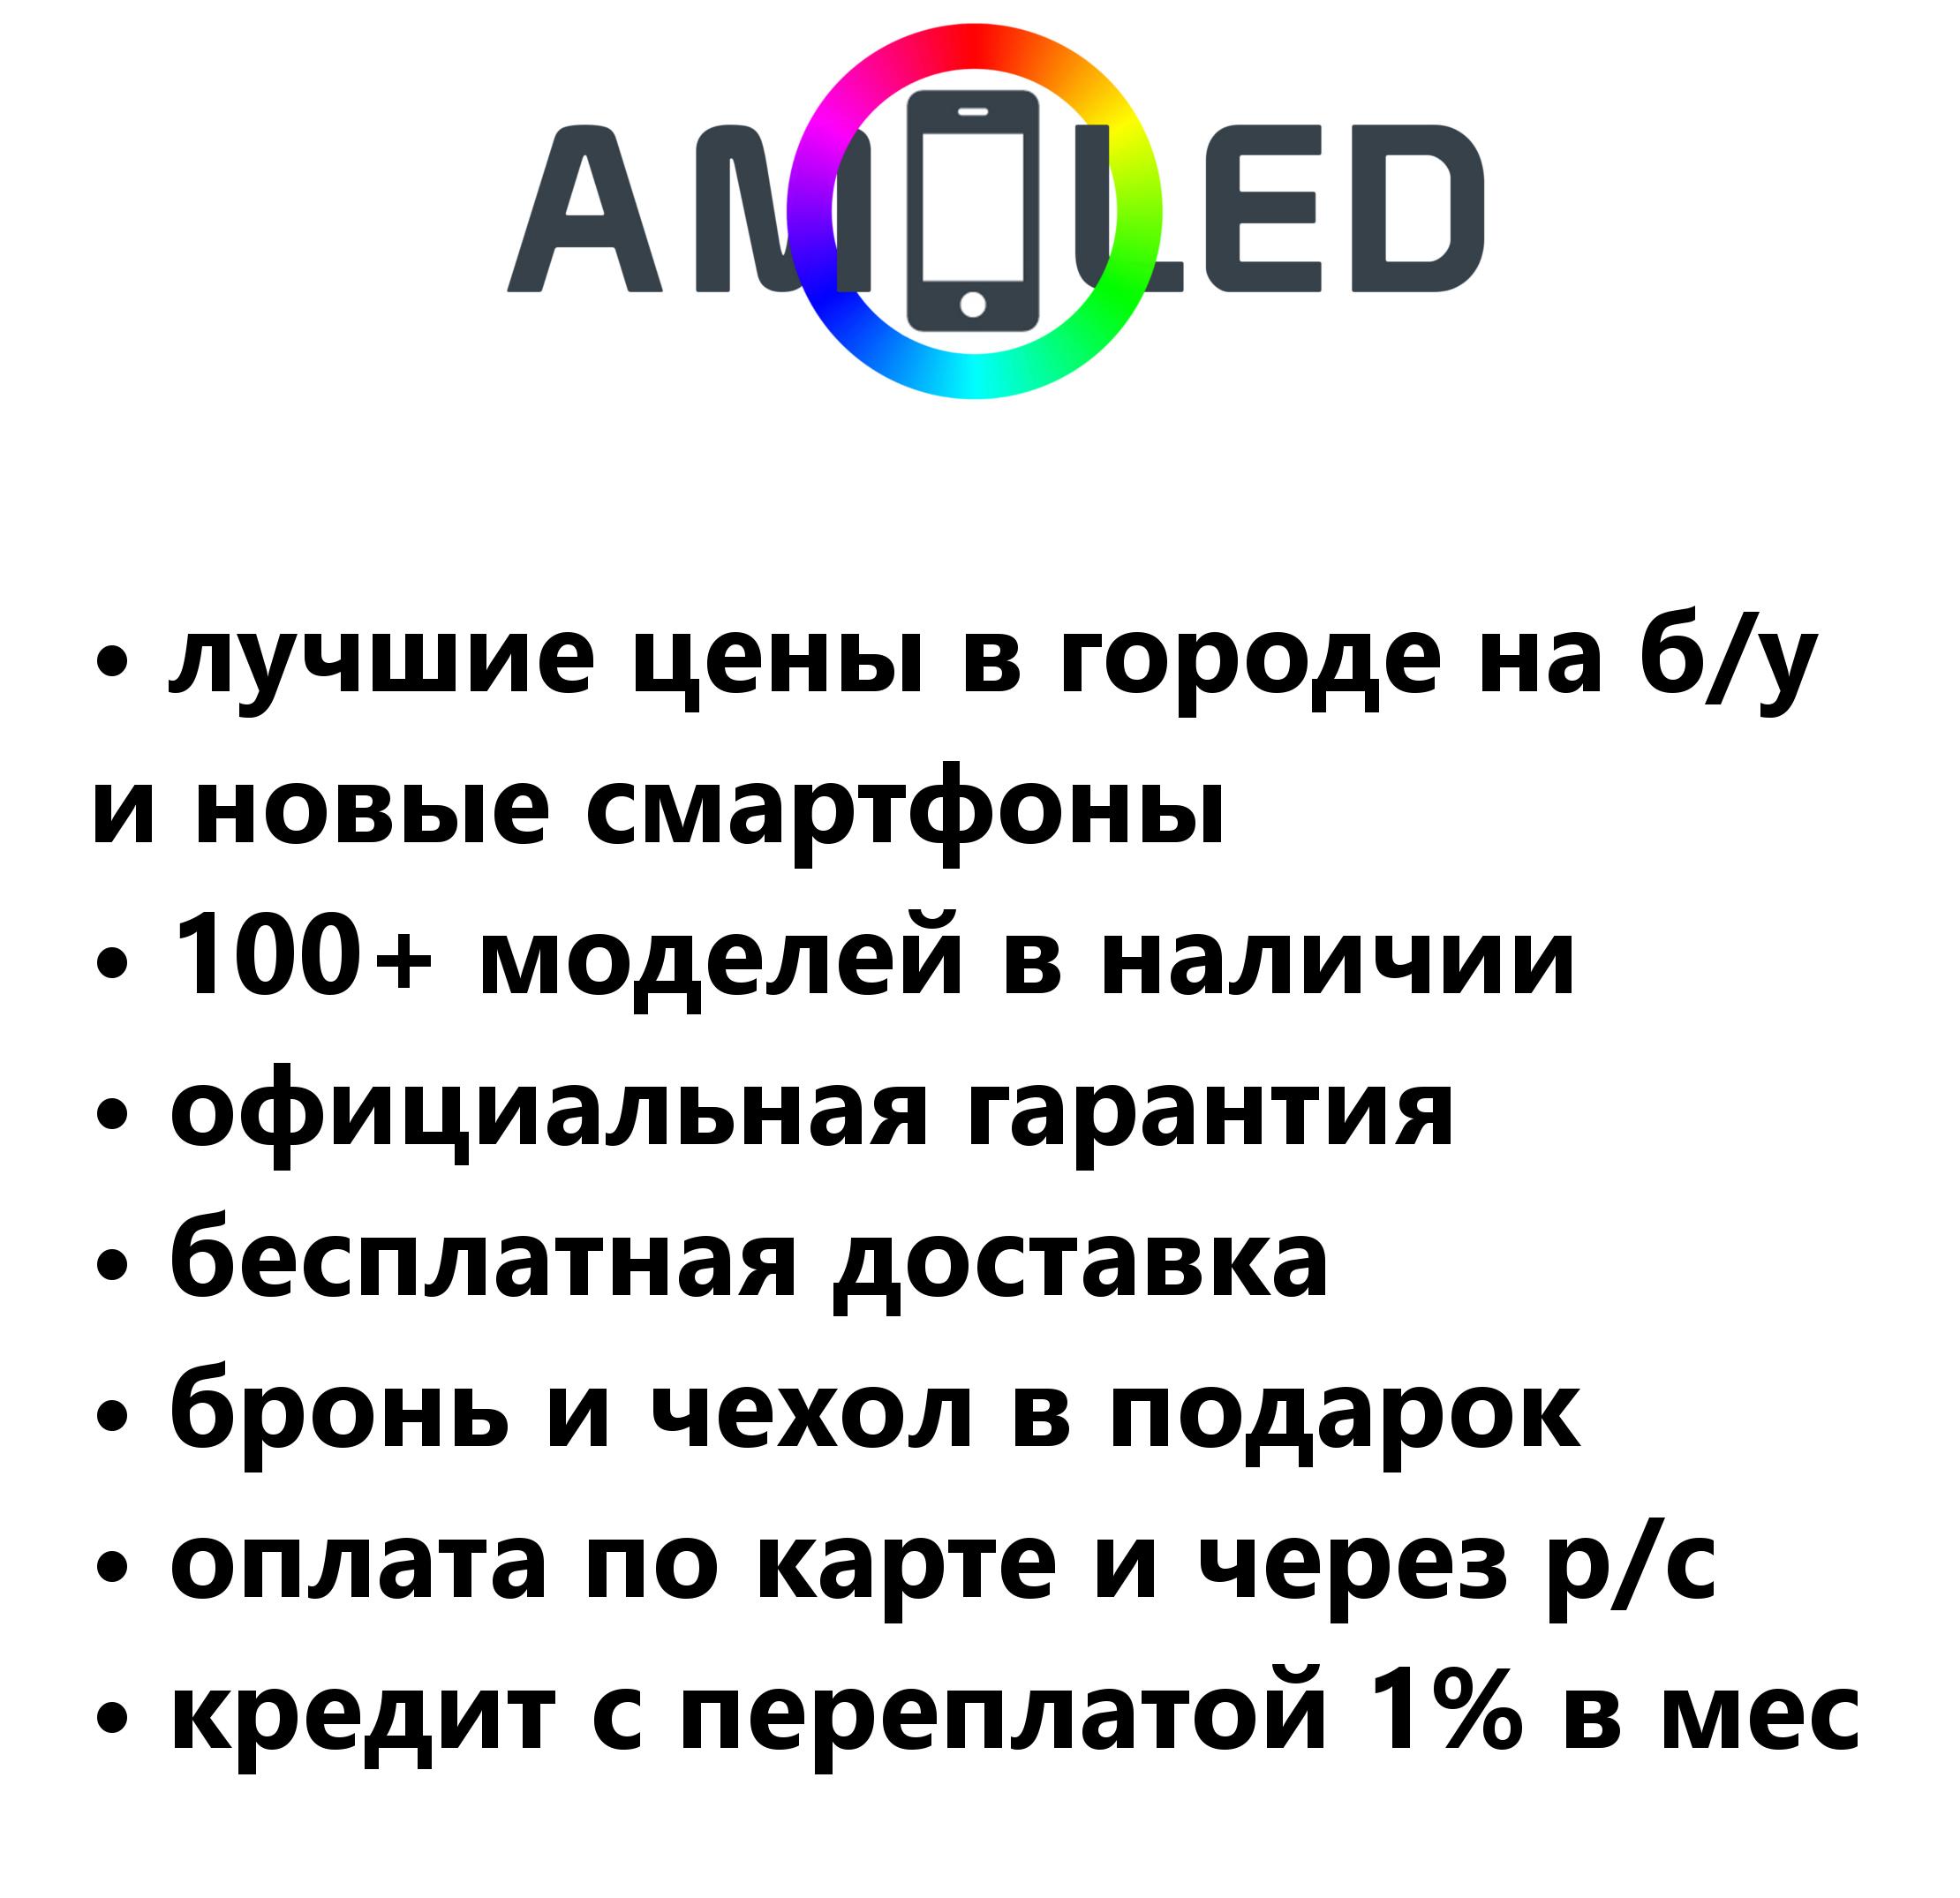 AMOLED
• лучшие цены в городе на б/у
и новые смартфоны
• 100+ моделей в наличии
• официальная гарантия
• бесплатная доставка
• бронь и чехол в подарок
• оплата по карте и через р/с
• кредит с переплатой 1% в мес